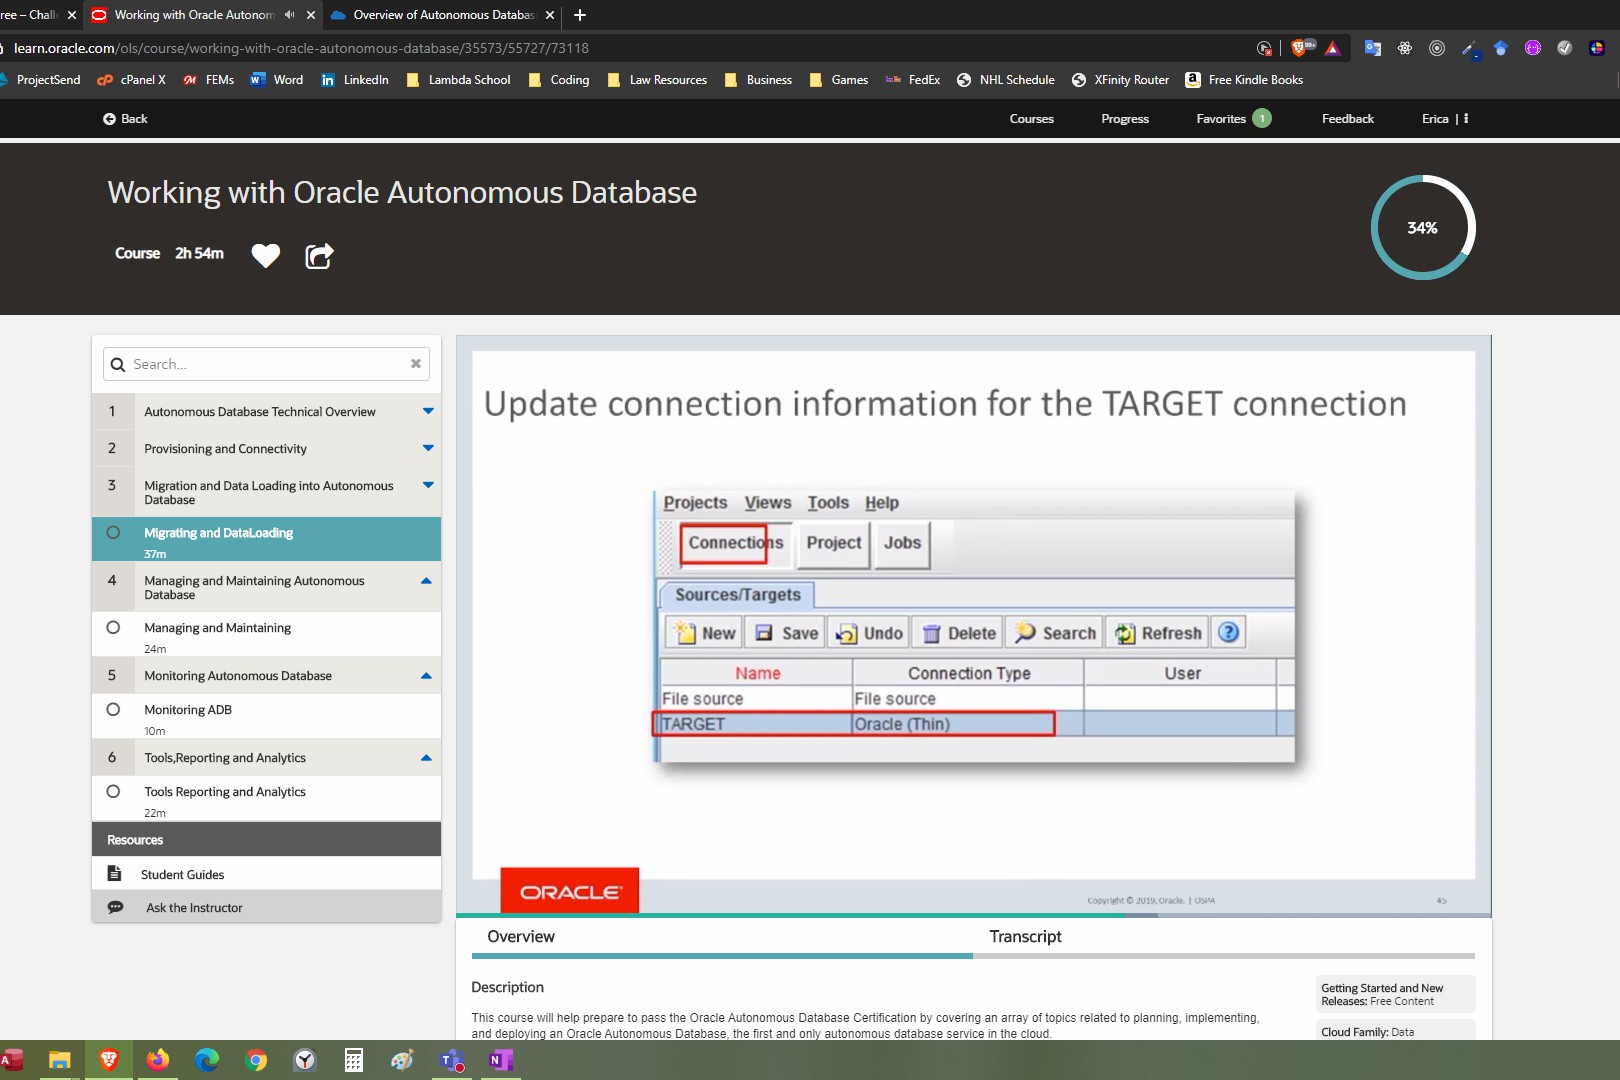 ree – Chall
Working with Oracle Autonom
Overview of Autonomous Databas
learn.oracle.com/ols/course/working-with-oracle-autonomous-database/35573/55727/73118
99+
ProjectSend
cPanel X
FEMs
Word
LinkedIn
Lambda School
Coding
Law Resources
Business
Games
FedEx
NHL Schedule
XFinity Router
Free Kindle Books
Back
Courses
Progress
Favorites 1
Feedback
Erica |
Working with Oracle Autonomous Database
Course 2h 54m
34%
Search...
1 Autonomous Database Technical Overview
2 Provisioning and Connectivity
3 Migration and Data Loading into Autonomous
Database
Migrating and DataLoading
37m
4 Managing and Maintaining Autonomous
Database
Managing and Maintaining
24m
5 Monitoring Autonomous Database
Monitoring ADB
10m
6 Tools,Reporting and Analytics
Tools Reporting and Analytics
22m
Resources
Student Guides
Ask the Instructor
Update connection information for the TARGET connection
Projects Views Tools Help
Connections Project Jobs
Sources/Targets
New Save Undo Delete Search Refresh ?
Name Connection Type User
File source File source
TARGET Oracle (Thin)
ORACLE
Copyright © 2019, Oracle. | OSPA
45
Overview
Transcript
Description
This course will help prepare to pass the Oracle Autonomous Database Certification by covering an array of topics related to planning, implementing,
and deploying an Oracle Autonomous Database, the first and only autonomous database service in the cloud.
Getting Started and New
Releases: Free Content
Cloud Family: Data